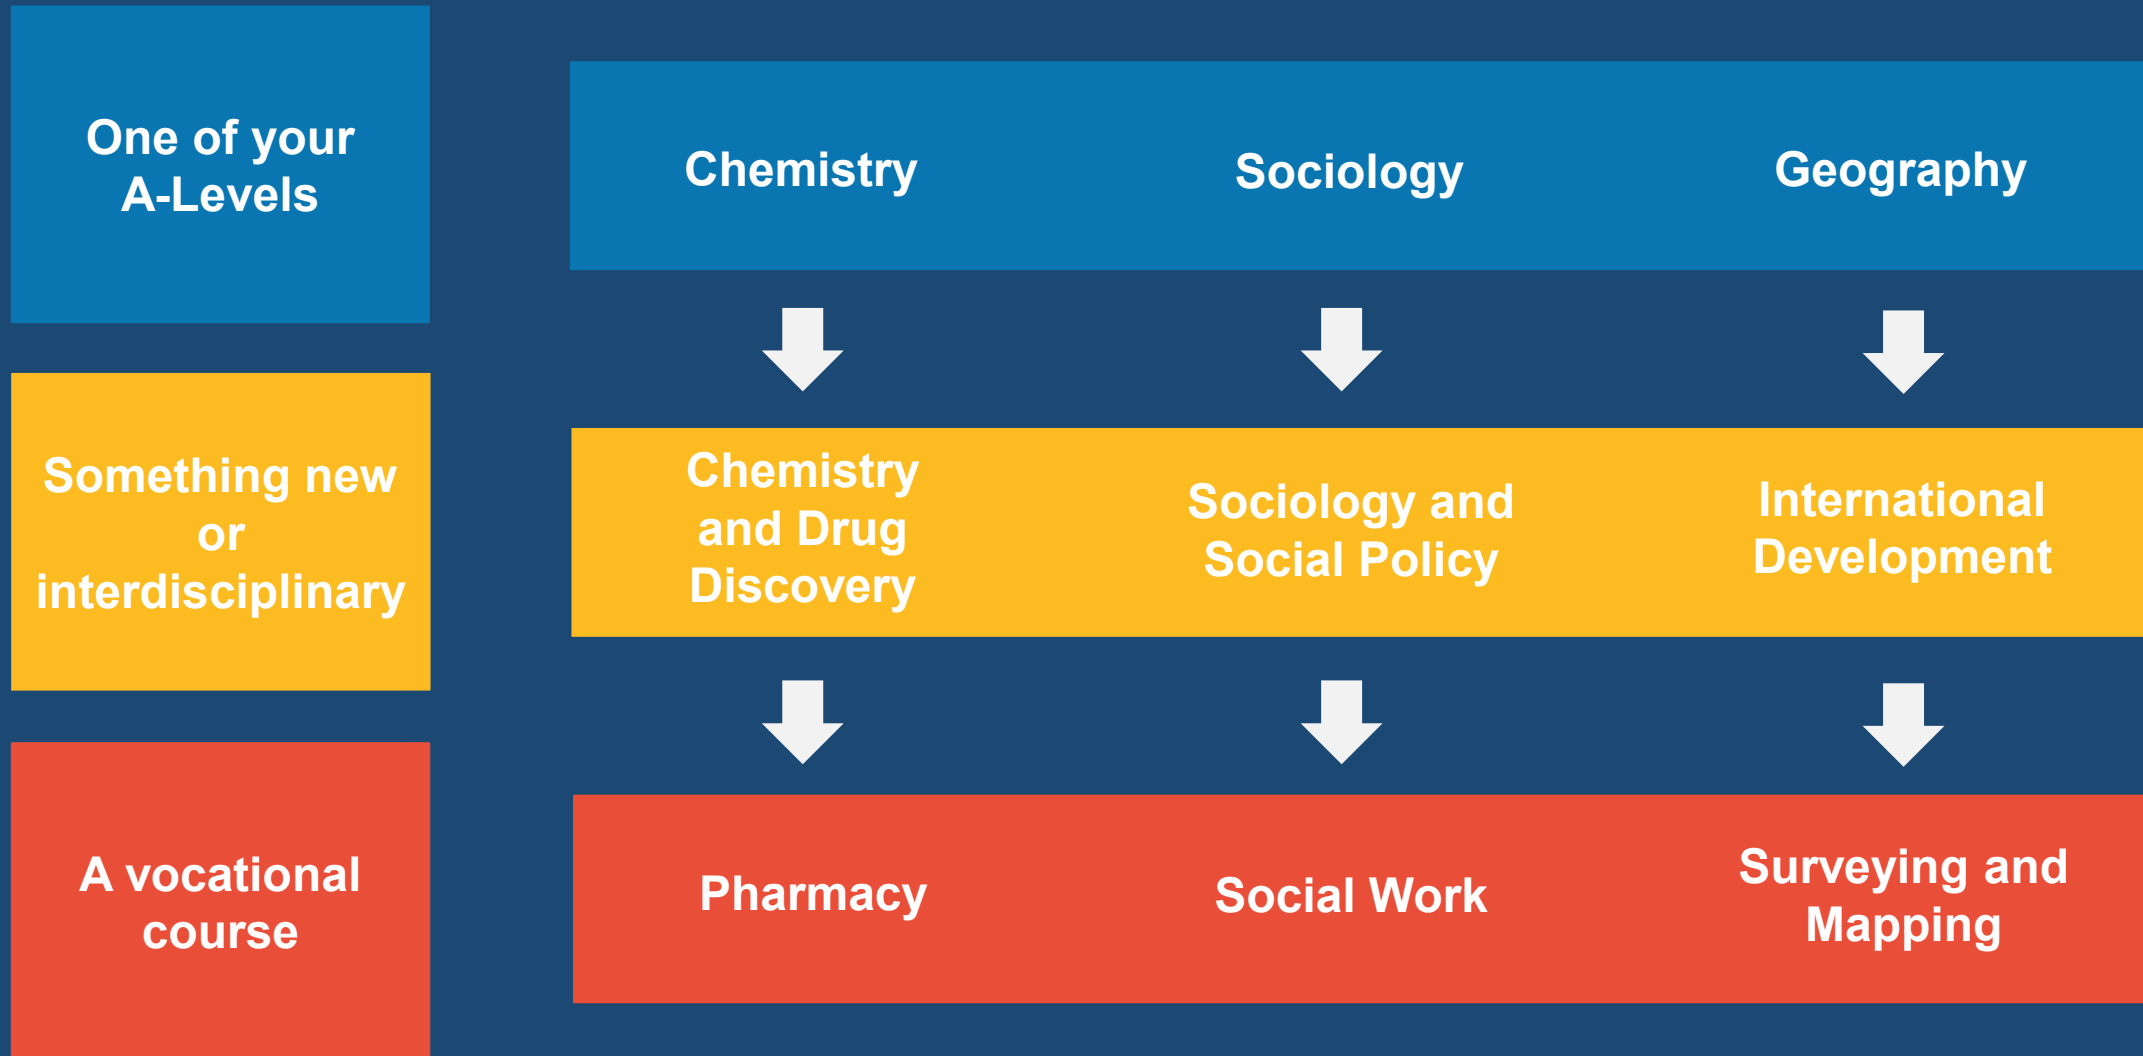 One of your
A-Levels
Chemistry
Sociology
Geography
Something new
or
interdisciplinary
Chemistry
and Drug
Discovery
Sociology and
Social Policy
International
Development
A vocational
course
Pharmacy
Social Work
Surveying and
Mapping